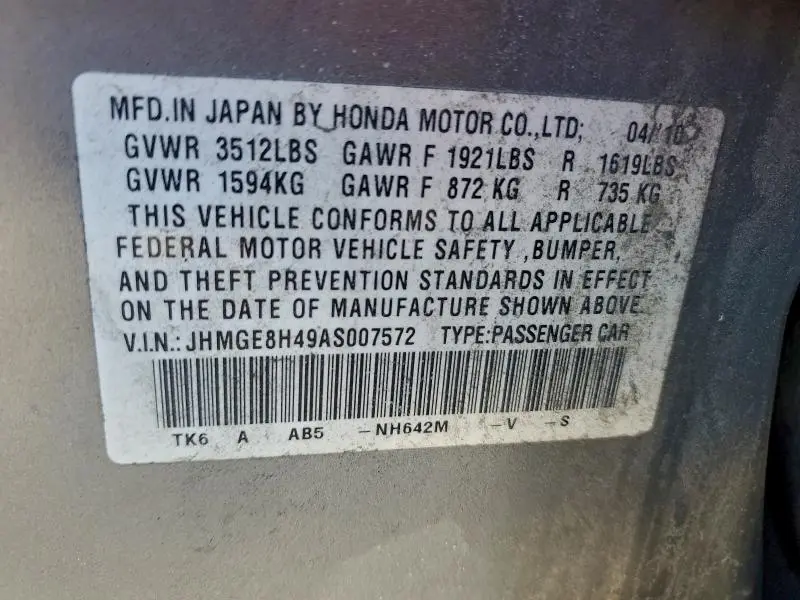 MFD.IN JAPAN BY HONDA MOTOR CO.,LTD; 04/10
GVWR 3512LBS GAWR F 1921LBS R 1619LBS
GVWR 1594KG GAWR F 872 KG R 735 KG
THIS VEHICLE CONFORMS TO ALL APPLICABLE
FEDERAL MOTOR VEHICLE SAFETY ,BUMPER,
AND THEFT PREVENTION STANDARDS IN EFFECT
ON THE DATE OF MANUFACTURE SHOWN ABOVE.
V.I.N.: JHMGE8H49AS007572 TYPE:PASSENGER CAR
TK6 A AB5 -NH642M -V -S